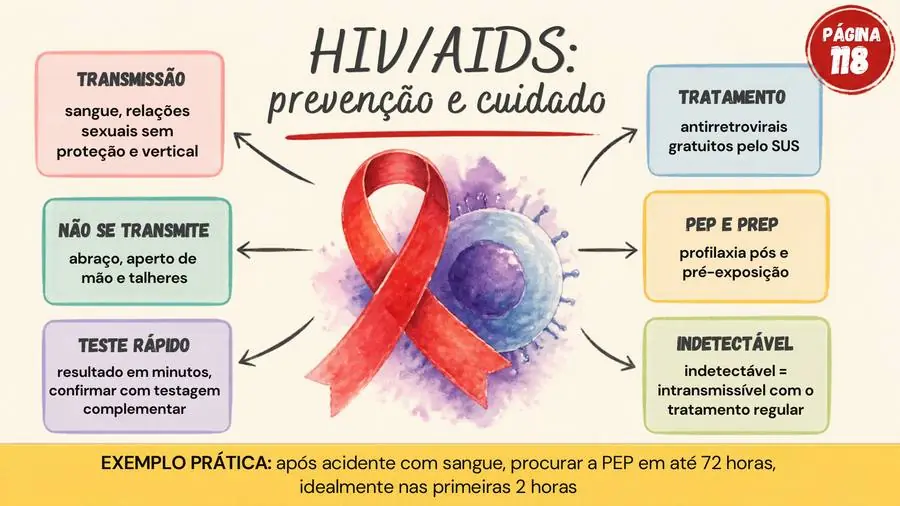 HIV/AIDS:
prevenção e cuidado
PÁGINA
118
TRANSMISSÃO
sangue, relações
sexuais sem
proteção e vertical
NÃO SE TRANSMITE
abraço, aperto de
mão e talheres
TESTE RÁPIDO
resultado em minutos,
confirmar com testagem
complementar
TRATAMENTO
antirretrovirais
gratuitos pelo SUS
PEP E PREP
profilaxia pós e
pré-exposição
INDETECTÁVEL
indetectável =
intransmissível com o
tratamento regular
EXEMPLO PRÁTICA: após acidente com sangue, procurar a PEP em até 72 horas,
idealmente nas primeiras 2 horas